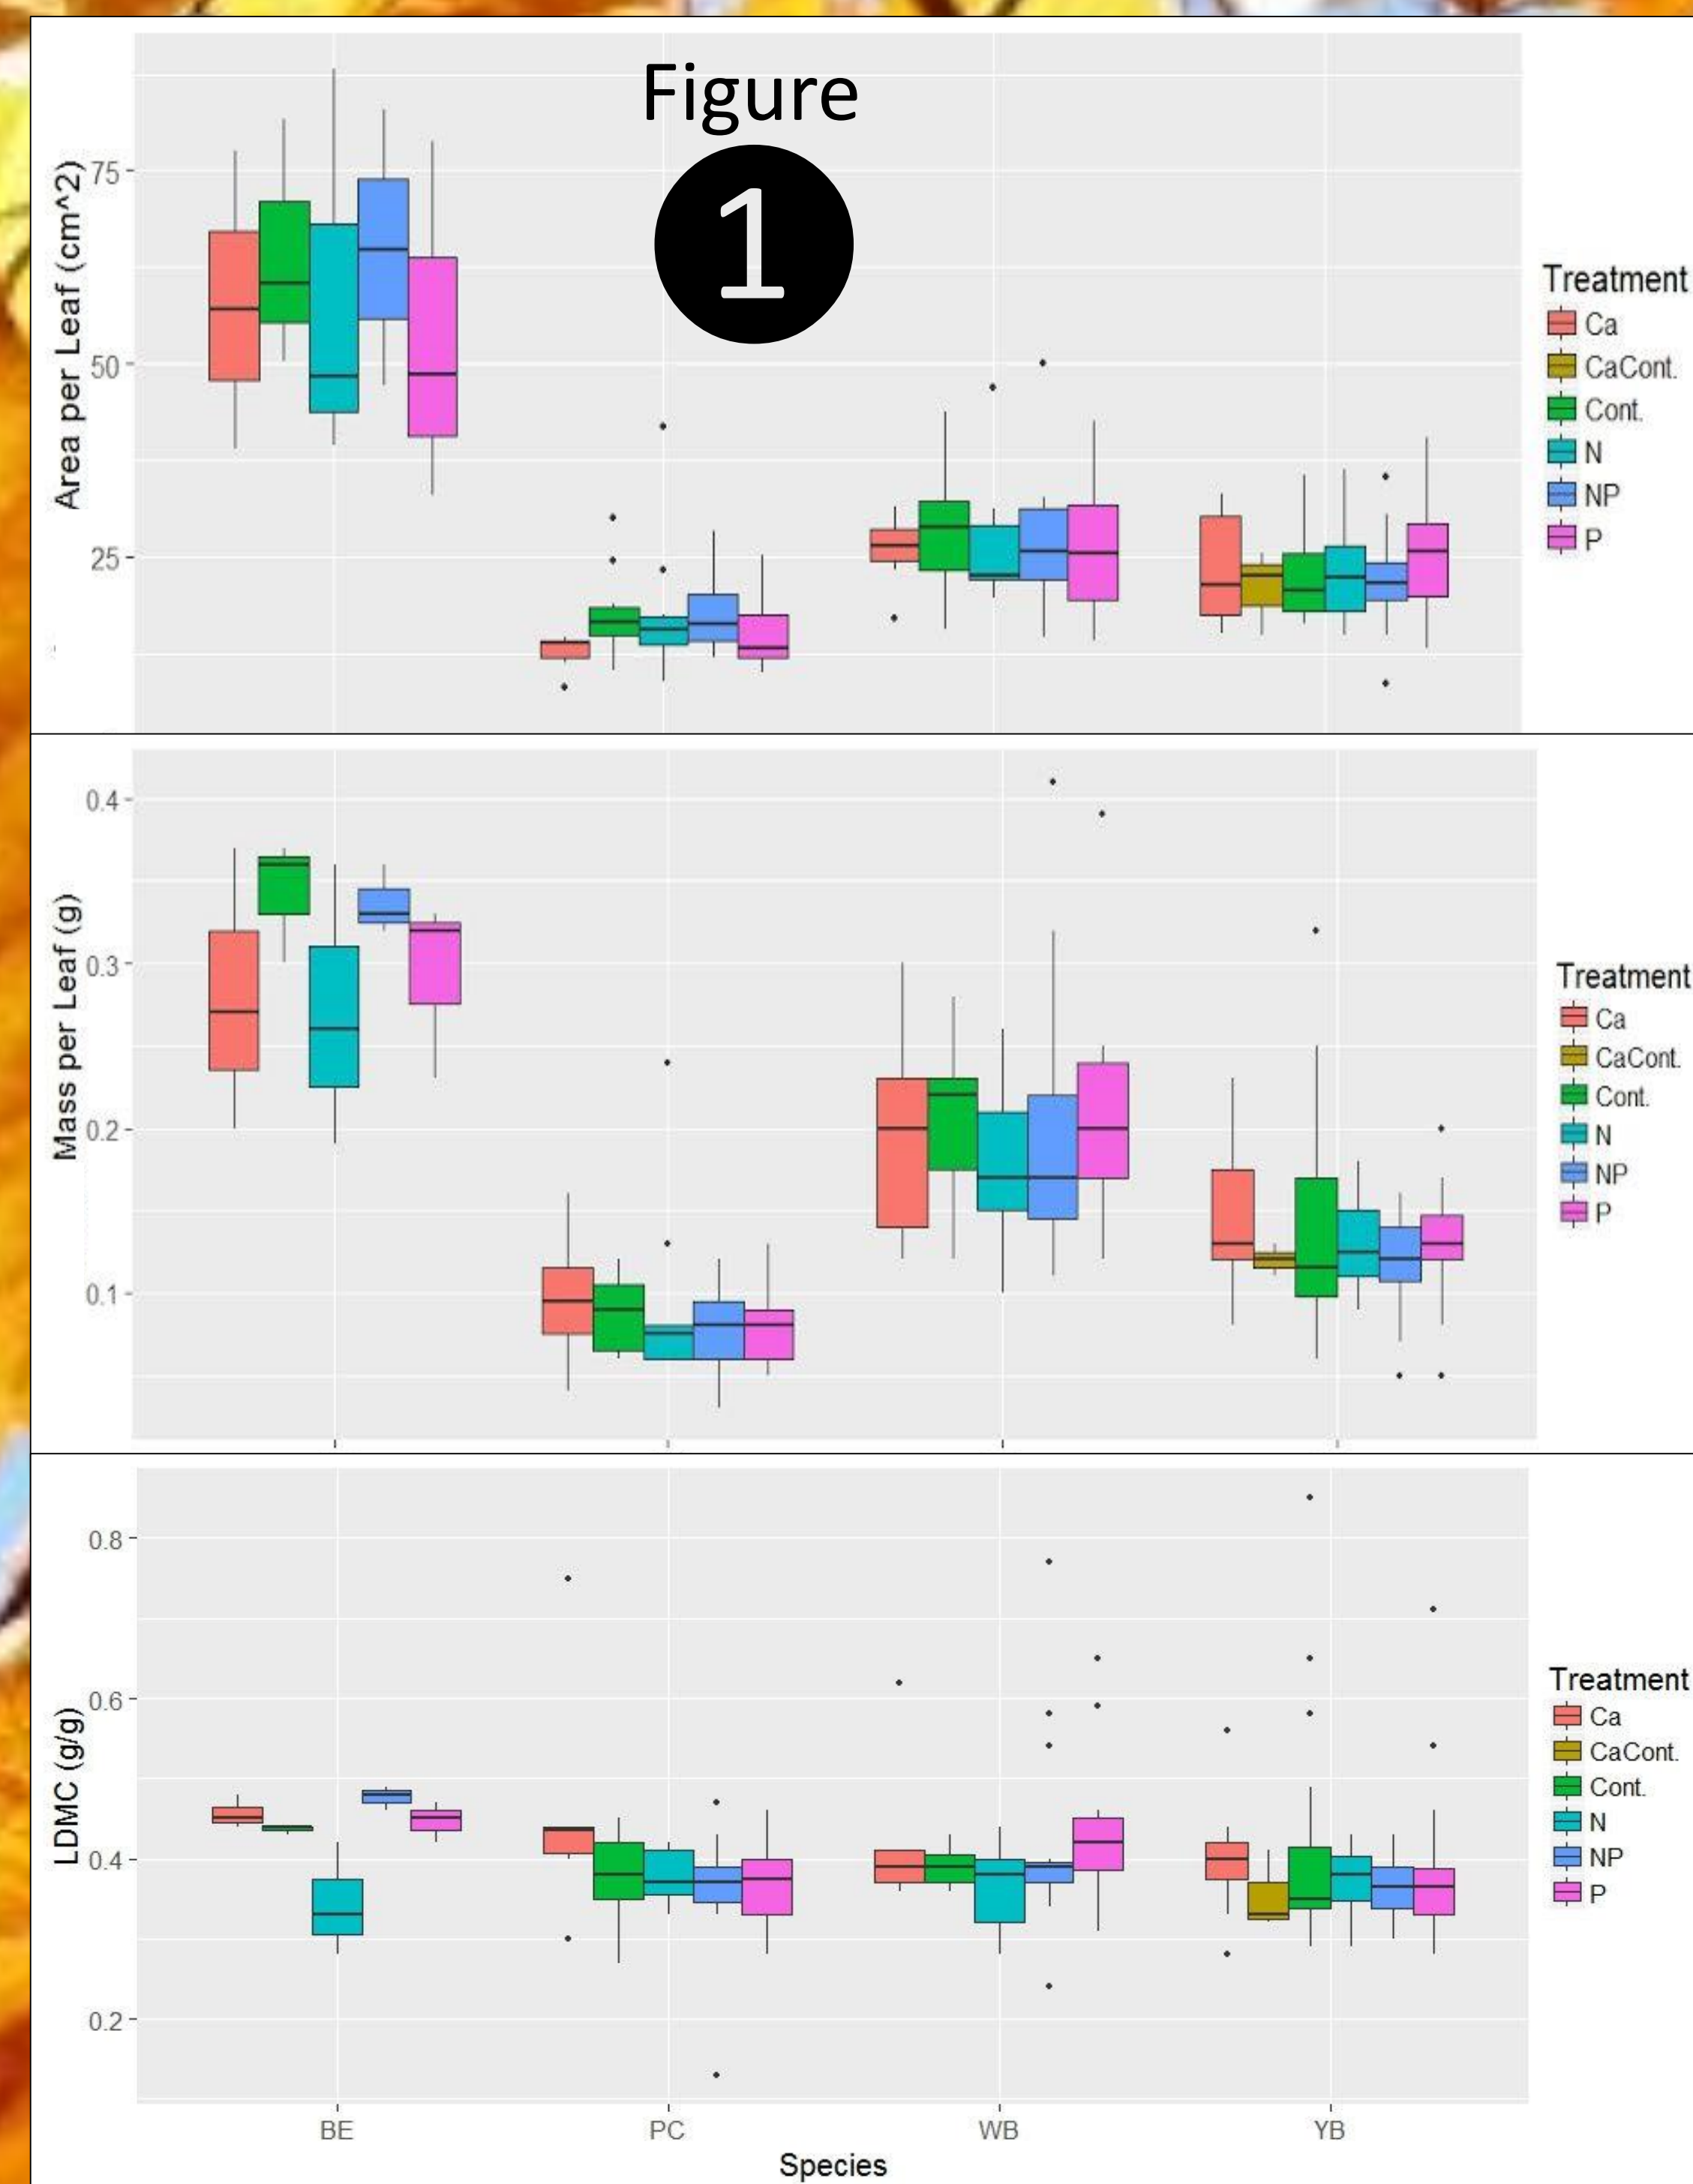 Figure
1
Area per Leaf (cm^2)
75
50
25
Treatment
Ca
CaCont.
Cont.
N
NP
P
Mass per Leaf (g)
0.4
0.3
0.2
0.1
Treatment
Ca
CaCont.
Cont.
N
NP
P
LDMC (g/g)
0.8
0.6
0.4
0.2
Treatment
Ca
CaCont.
Cont.
N
NP
P
BE PC WB YB
Species